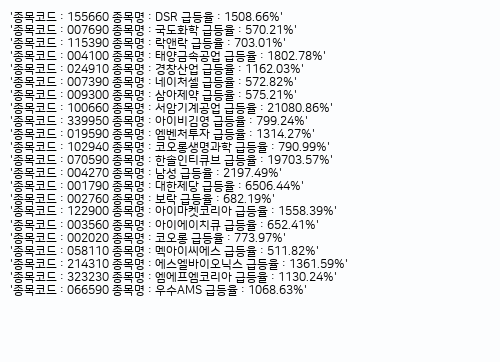 '종목코드 : 155660 종목명 : DSR 급등율 : 1508.66%'
'종목코드 : 007690 종목명 : 국도화학 급등율 : 570.21%'
'종목코드 : 115390 종목명 : 락앤락 급등율 : 703.01%'
'종목코드 : 004100 종목명 : 태양금속공업 급등율 : 1802.78%'
'종목코드 : 024910 종목명 : 경창산업 급등율 : 1162.03%'
'종목코드 : 007390 종목명 : 네이처셀 급등율 : 572.82%'
'종목코드 : 009300 종목명 : 삼아제약 급등율 : 575.21%'
'종목코드 : 100660 종목명 : 서암기계공업 급등율 : 21080.86%'
'종목코드 : 339950 종목명 : 아이비김영 급등율 : 799.24%'
'종목코드 : 019590 종목명 : 엠벤처투자 급등율 : 1314.27%'
'종목코드 : 102940 종목명 : 코오롱생명과학 급등율 : 790.99%'
'종목코드 : 070590 종목명 : 한솔인티큐브 급등율 : 19703.57%'
'종목코드 : 004270 종목명 : 남성 급등율 : 2197.49%'
'종목코드 : 001790 종목명 : 대한제당 급등율 : 6506.44%'
'종목코드 : 002760 종목명 : 보락 급등율 : 682.19%'
'종목코드 : 122900 종목명 : 아이마켓코리아 급등율 : 1558.39%'
'종목코드 : 003560 종목명 : 아이에이치큐 급등율 : 652.41%'
'종목코드 : 002020 종목명 : 코오롱 급등율 : 773.97%'
'종목코드 : 058110 종목명 : 멕아이씨에스 급등율 : 511.82%'
'종목코드 : 214310 종목명 : 에스엘바이오닉스 급등율 : 1361.59%'
'종목코드 : 323230 종목명 : 엠에프엠코리아 급등율 : 1130.24%'
'종목코드 : 066590 종목명 : 우수AMS 급등율 : 1068.63%'